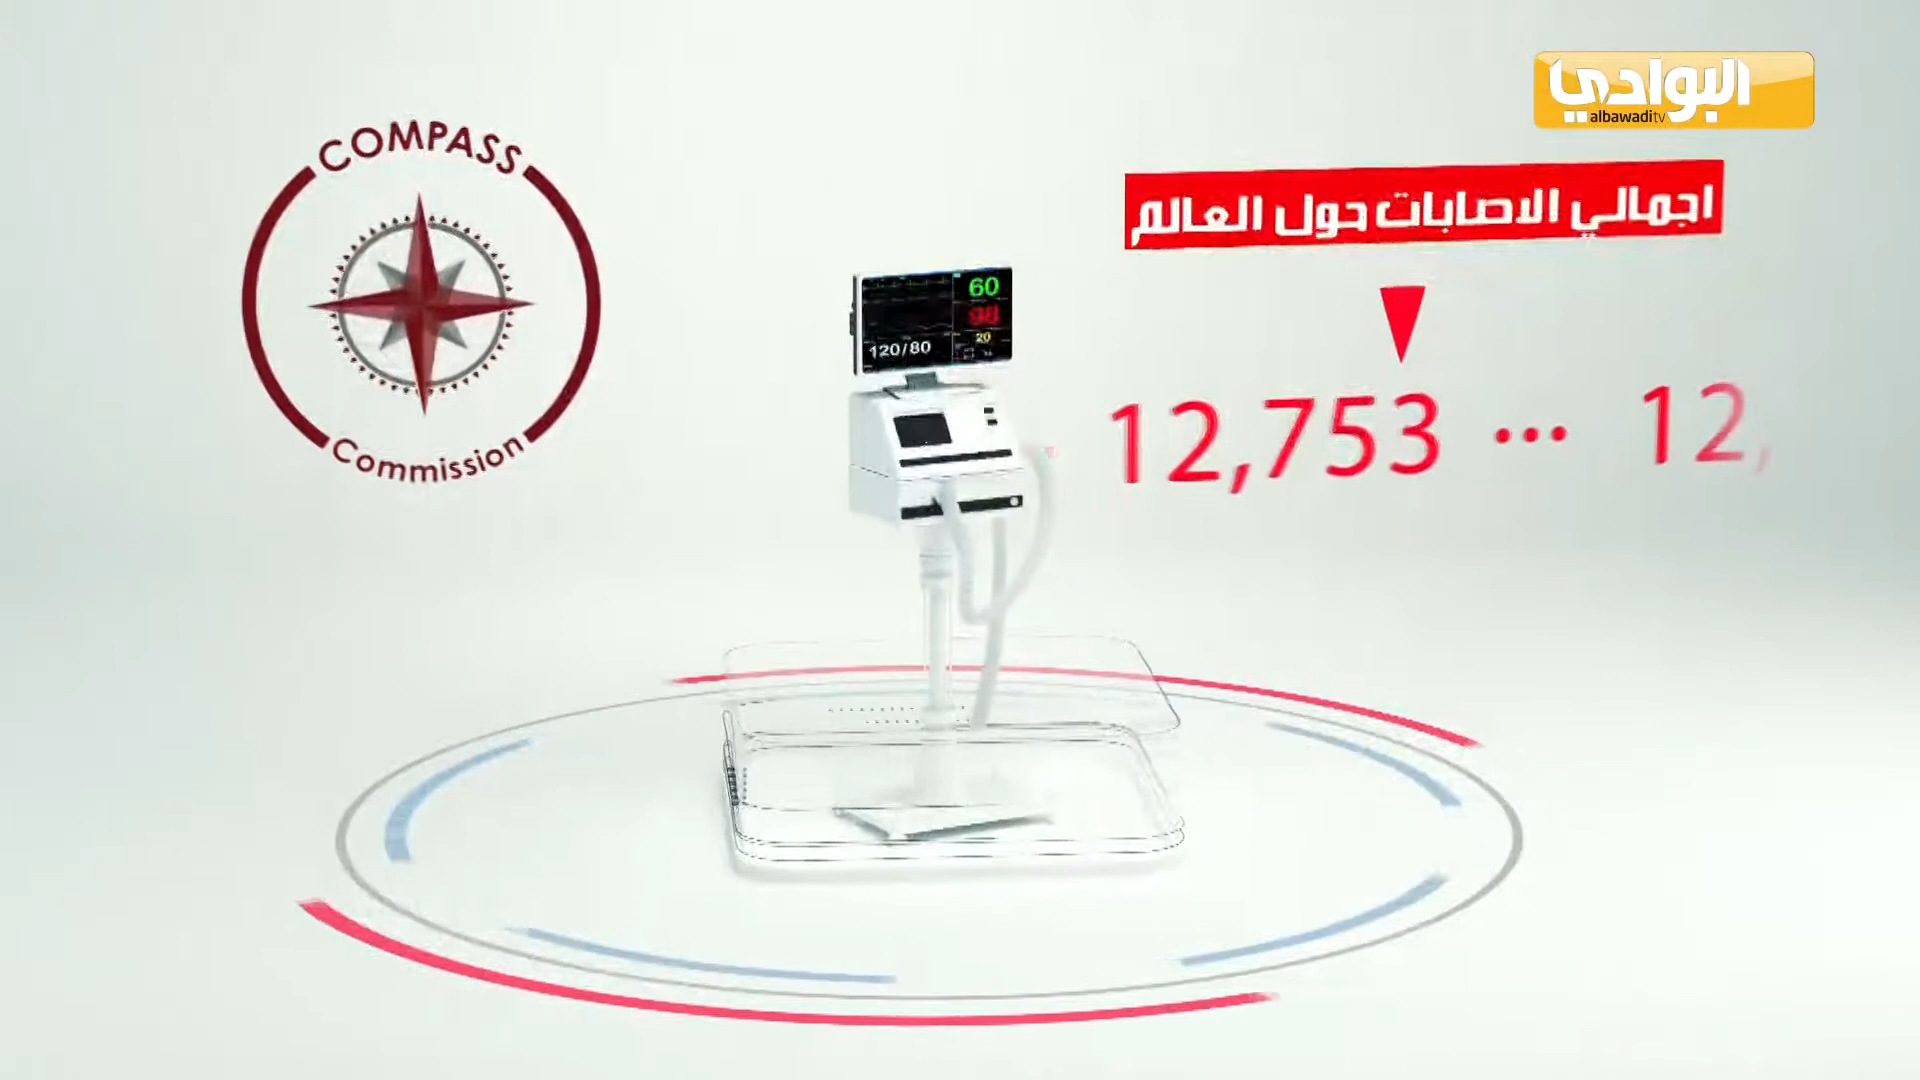 البوادي
albawaditv
COMPASS
Commission
اجمالي الاصابات حول العالم
12,753 ... 12,
60
98
20
120/80